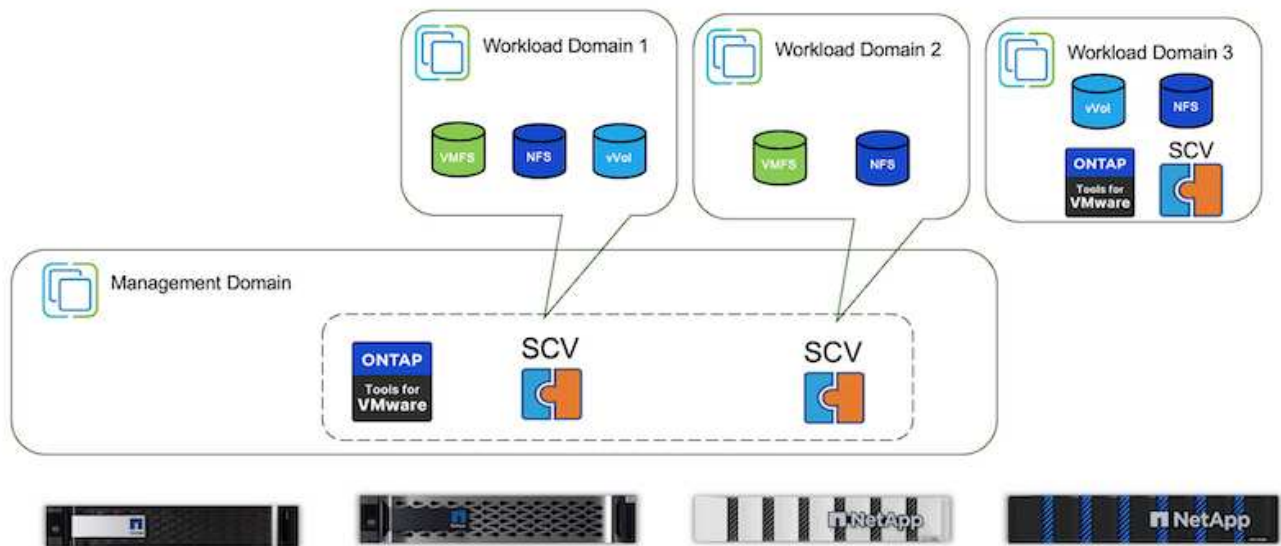 Workload Domain 1
VMFS
NFS
vVol
Workload Domain 2
VMFS
NFS
Workload Domain 3
vVol
NFS
ONTAP
Tools for
VMware
SCV
Management Domain
ONTAP
Tools for
VMware
SCV
SCV
NetApp
NetApp